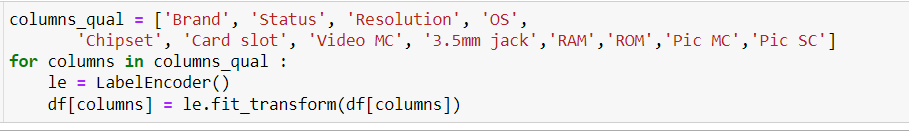 columns_qual = ['Brand', 'Status', 'Resolution', 'OS',
       'Chipset', 'Card slot', 'Video MC', '3.5mm jack','RAM','ROM','Pic MC','Pic SC']
for columns in columns_qual :
    le = LabelEncoder()
    df[columns] = le.fit_transform(df[columns])